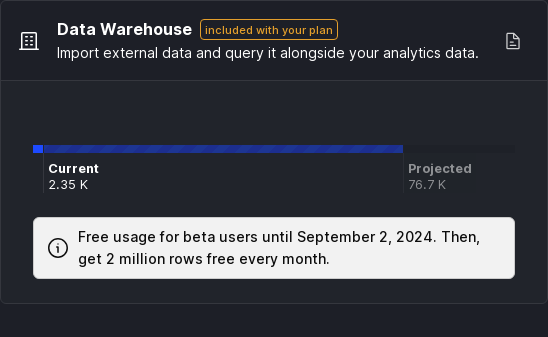 Data Warehouse included with your plan
Import external data and query it alongside your analytics data.
Current Projected
2.35 K 76.7 K
Free usage for beta users until September 2, 2024. Then,
get 2 million rows free every month.